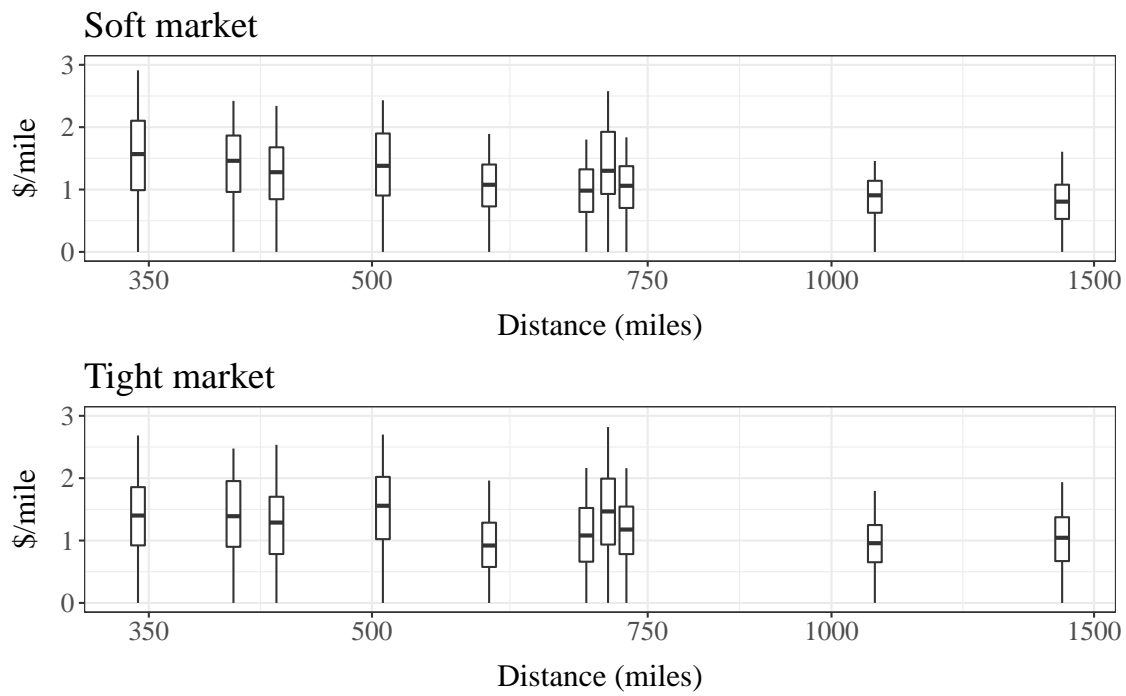 Soft market
3
2
1
0
$/mile
350 500 750 1000 1500
Distance (miles)
Tight market
3
2
1
0
$/mile
350 500 750 1000 1500
Distance (miles)